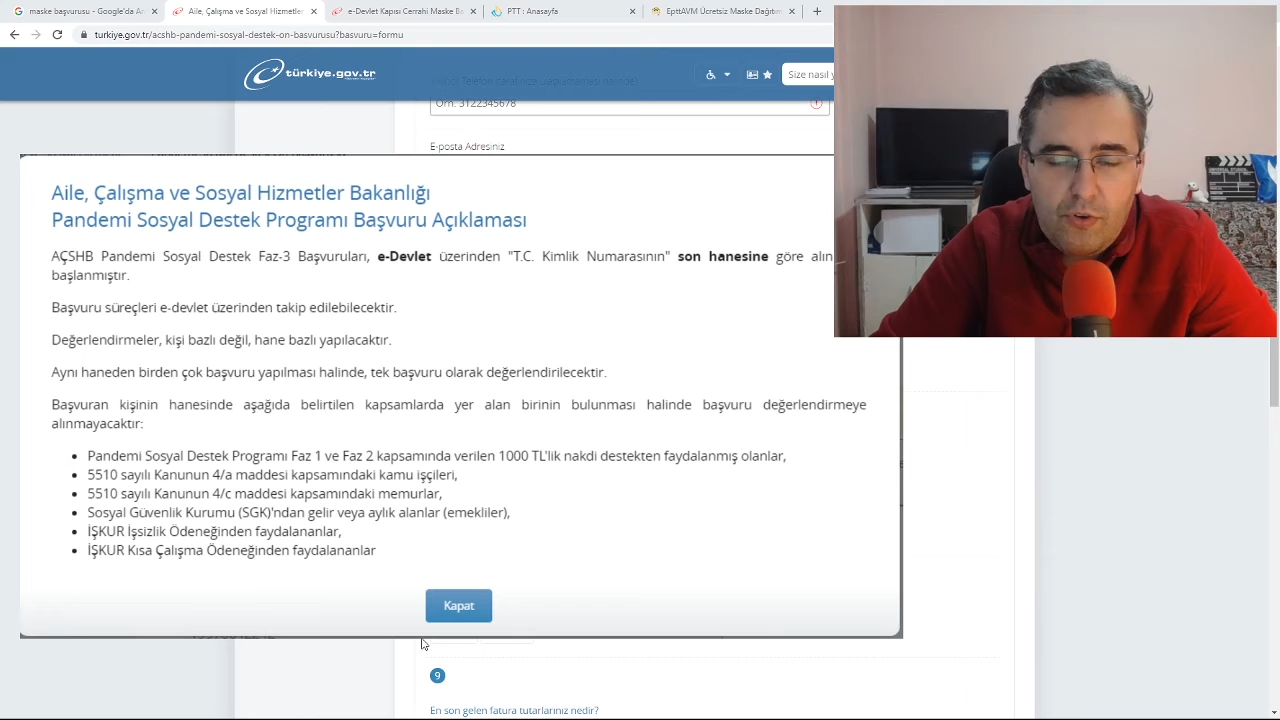 maske başvurusu - Google'da Ar
Aile, Çalışma ve Sosyal Hizmetler
e-Devlet Kapısı Cerrahi Maske Ba
PTT : Anasayfa
EpttAVM Ücretsiz Maske Dağıtım
turkiye.gov.tr/acshb-pandemi-sosyal-destek-on-basvurusu?basvuru=formu
türkiye.gov.tr
Size nasıl y
Örn: 3122345678
E-posta Adresiniz
Aile, Çalışma ve Sosyal Hizmetler Bakanlığı
Pandemi Sosyal Destek Programı Başvuru Açıklaması
AÇSHB Pandemi Sosyal Destek Faz-3 Başvuruları, e-Devlet üzerinden "T.C. Kimlik Numarasının" son hanesine göre alın
başlanmıştır.
Başvuru süreçleri e-devlet üzerinden takip edilebilecektir.
Değerlendirmeler, kişi bazlı değil, hane bazlı yapılacaktır.
Aynı haneden birden çok başvuru yapılması halinde, tek başvuru olarak değerlendirilecektir.
Başvuran kişinin hanesinde aşağıda belirtilen kapsamlarda yer alan birinin bulunması halinde başvuru değerlendirmeye
alınmayacaktır:
Pandemi Sosyal Destek Programı Faz 1 ve Faz 2 kapsamında verilen 1000 TL'lik nakdi destekten faydalanmış olanlar,
5510 sayılı Kanunun 4/a maddesi kapsamındaki kamu işçileri,
5510 sayılı Kanunun 4/c maddesi kapsamındaki memurlar,
Sosyal Güvenlik Kurumu (SGK)'ndan gelir veya aylık alanlar (emekliler),
İŞKUR İşsizlik Ödeneğinden faydalananlar,
İŞKUR Kısa Çalışma Ödeneğinden faydalananlar
Kapat
9
En son gelen fatura tutarlarınız nedir?